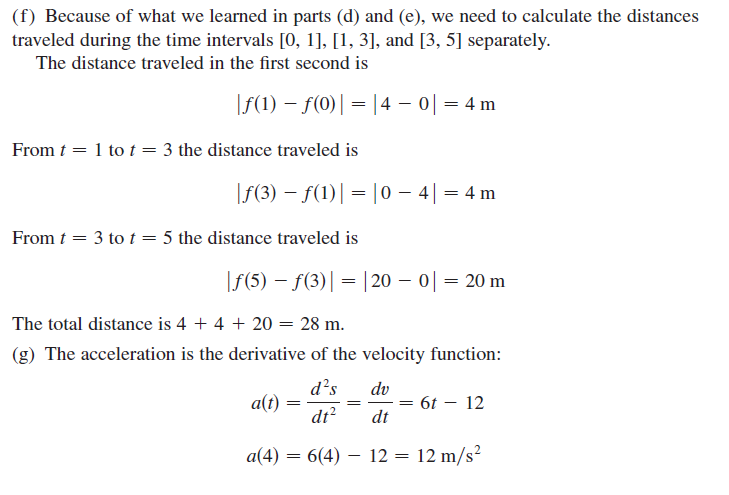 (f) Because of what we learned in parts (d) and (e), we need to calculate the distances
traveled during the time intervals [0, 1], [1, 3], and [3, 5] separately.
The distance traveled in the first second is
|f(1) − f(0)| = |4 − 0| = 4 m
From t = 1 to t = 3 the distance traveled is
|f(3) − f(1)| = |0 − 4| = 4 m
From t = 3 to t = 5 the distance traveled is
|f(5) − f(3)| = |20 − 0| = 20 m
The total distance is 4 + 4 + 20 = 28 m.
(g) The acceleration is the derivative of the velocity function:
a(t) = d²s/dt² = dv/dt = 6t − 12
a(4) = 6(4) − 12 = 12 m/s²